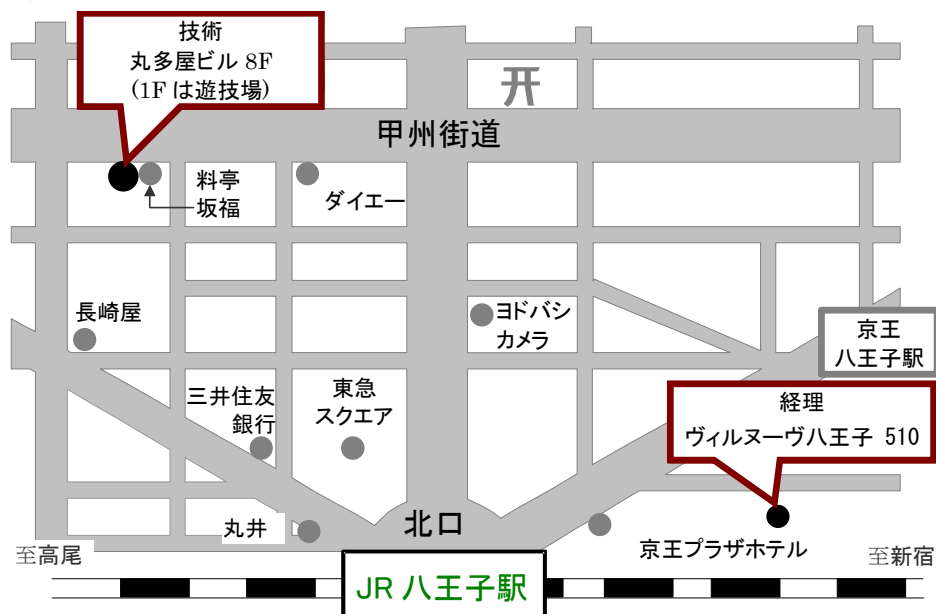 技術
丸多屋ビル 8F
(1F は遊技場)
甲州街道
料亭
坂福
ダイエー
長崎屋
ヨドバシ
カメラ
京王
八王子駅
三井住友
銀行
東急
スクエア
経理
ヴィルヌーヴ八王子 510
丸井
北口
京王プラザホテル
至高尾
至新宿
JR 八王子駅